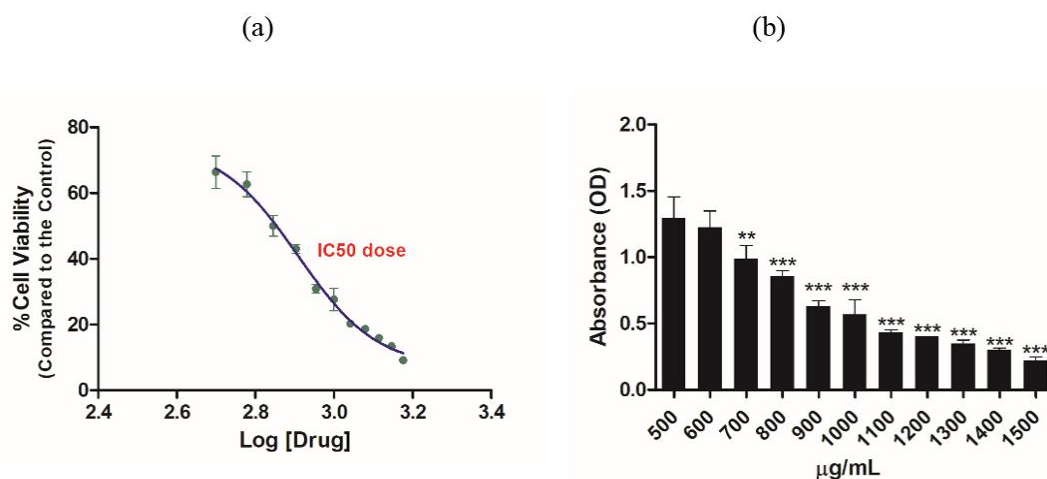 (a)
(b)
80
60
40
20
0
2.4 2.6 2.8 3.0 3.2 3.4
%Cell Viability
(Compared to the Control)
Log [Drug]
IC50 dose
2.0
1.5
1.0
0.5
0.0
Absorbance (OD)
** *** *** *** *** *** *** *** ***
500 600 700 800 900 1000 1100 1200 1300 1400 1500
μg/mL